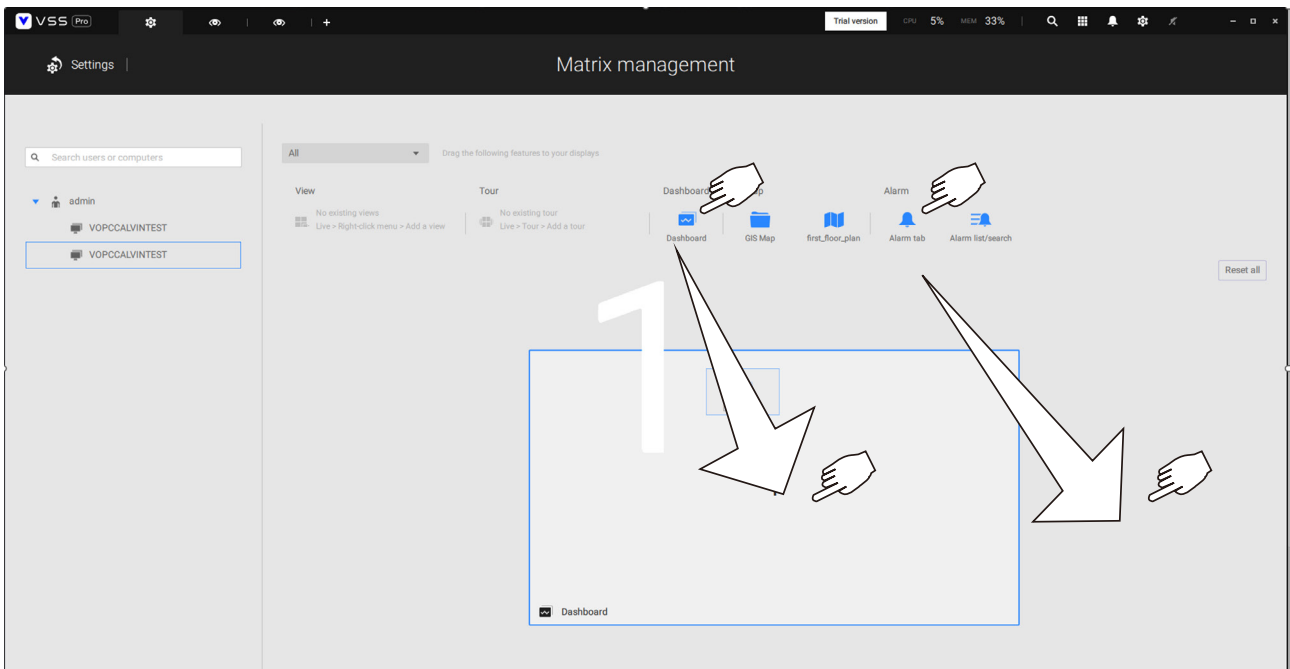 VSS Pro
Trial version CPU 5% MEM 33%
Settings
Matrix management
Search users or computers
admin
VOPCCALVINTEST
VOPCCALVINTEST
All
Drag the following features to your displays
View
No existing views
Live > Right-click menu > Add a view
Tour
No existing tour
Live > Tour > Add a tour
Dashboard
Dashboard
GIS Map
first_floor_plan
Alarm
Alarm tab
Alarm list/search
Reset all
1
Dashboard